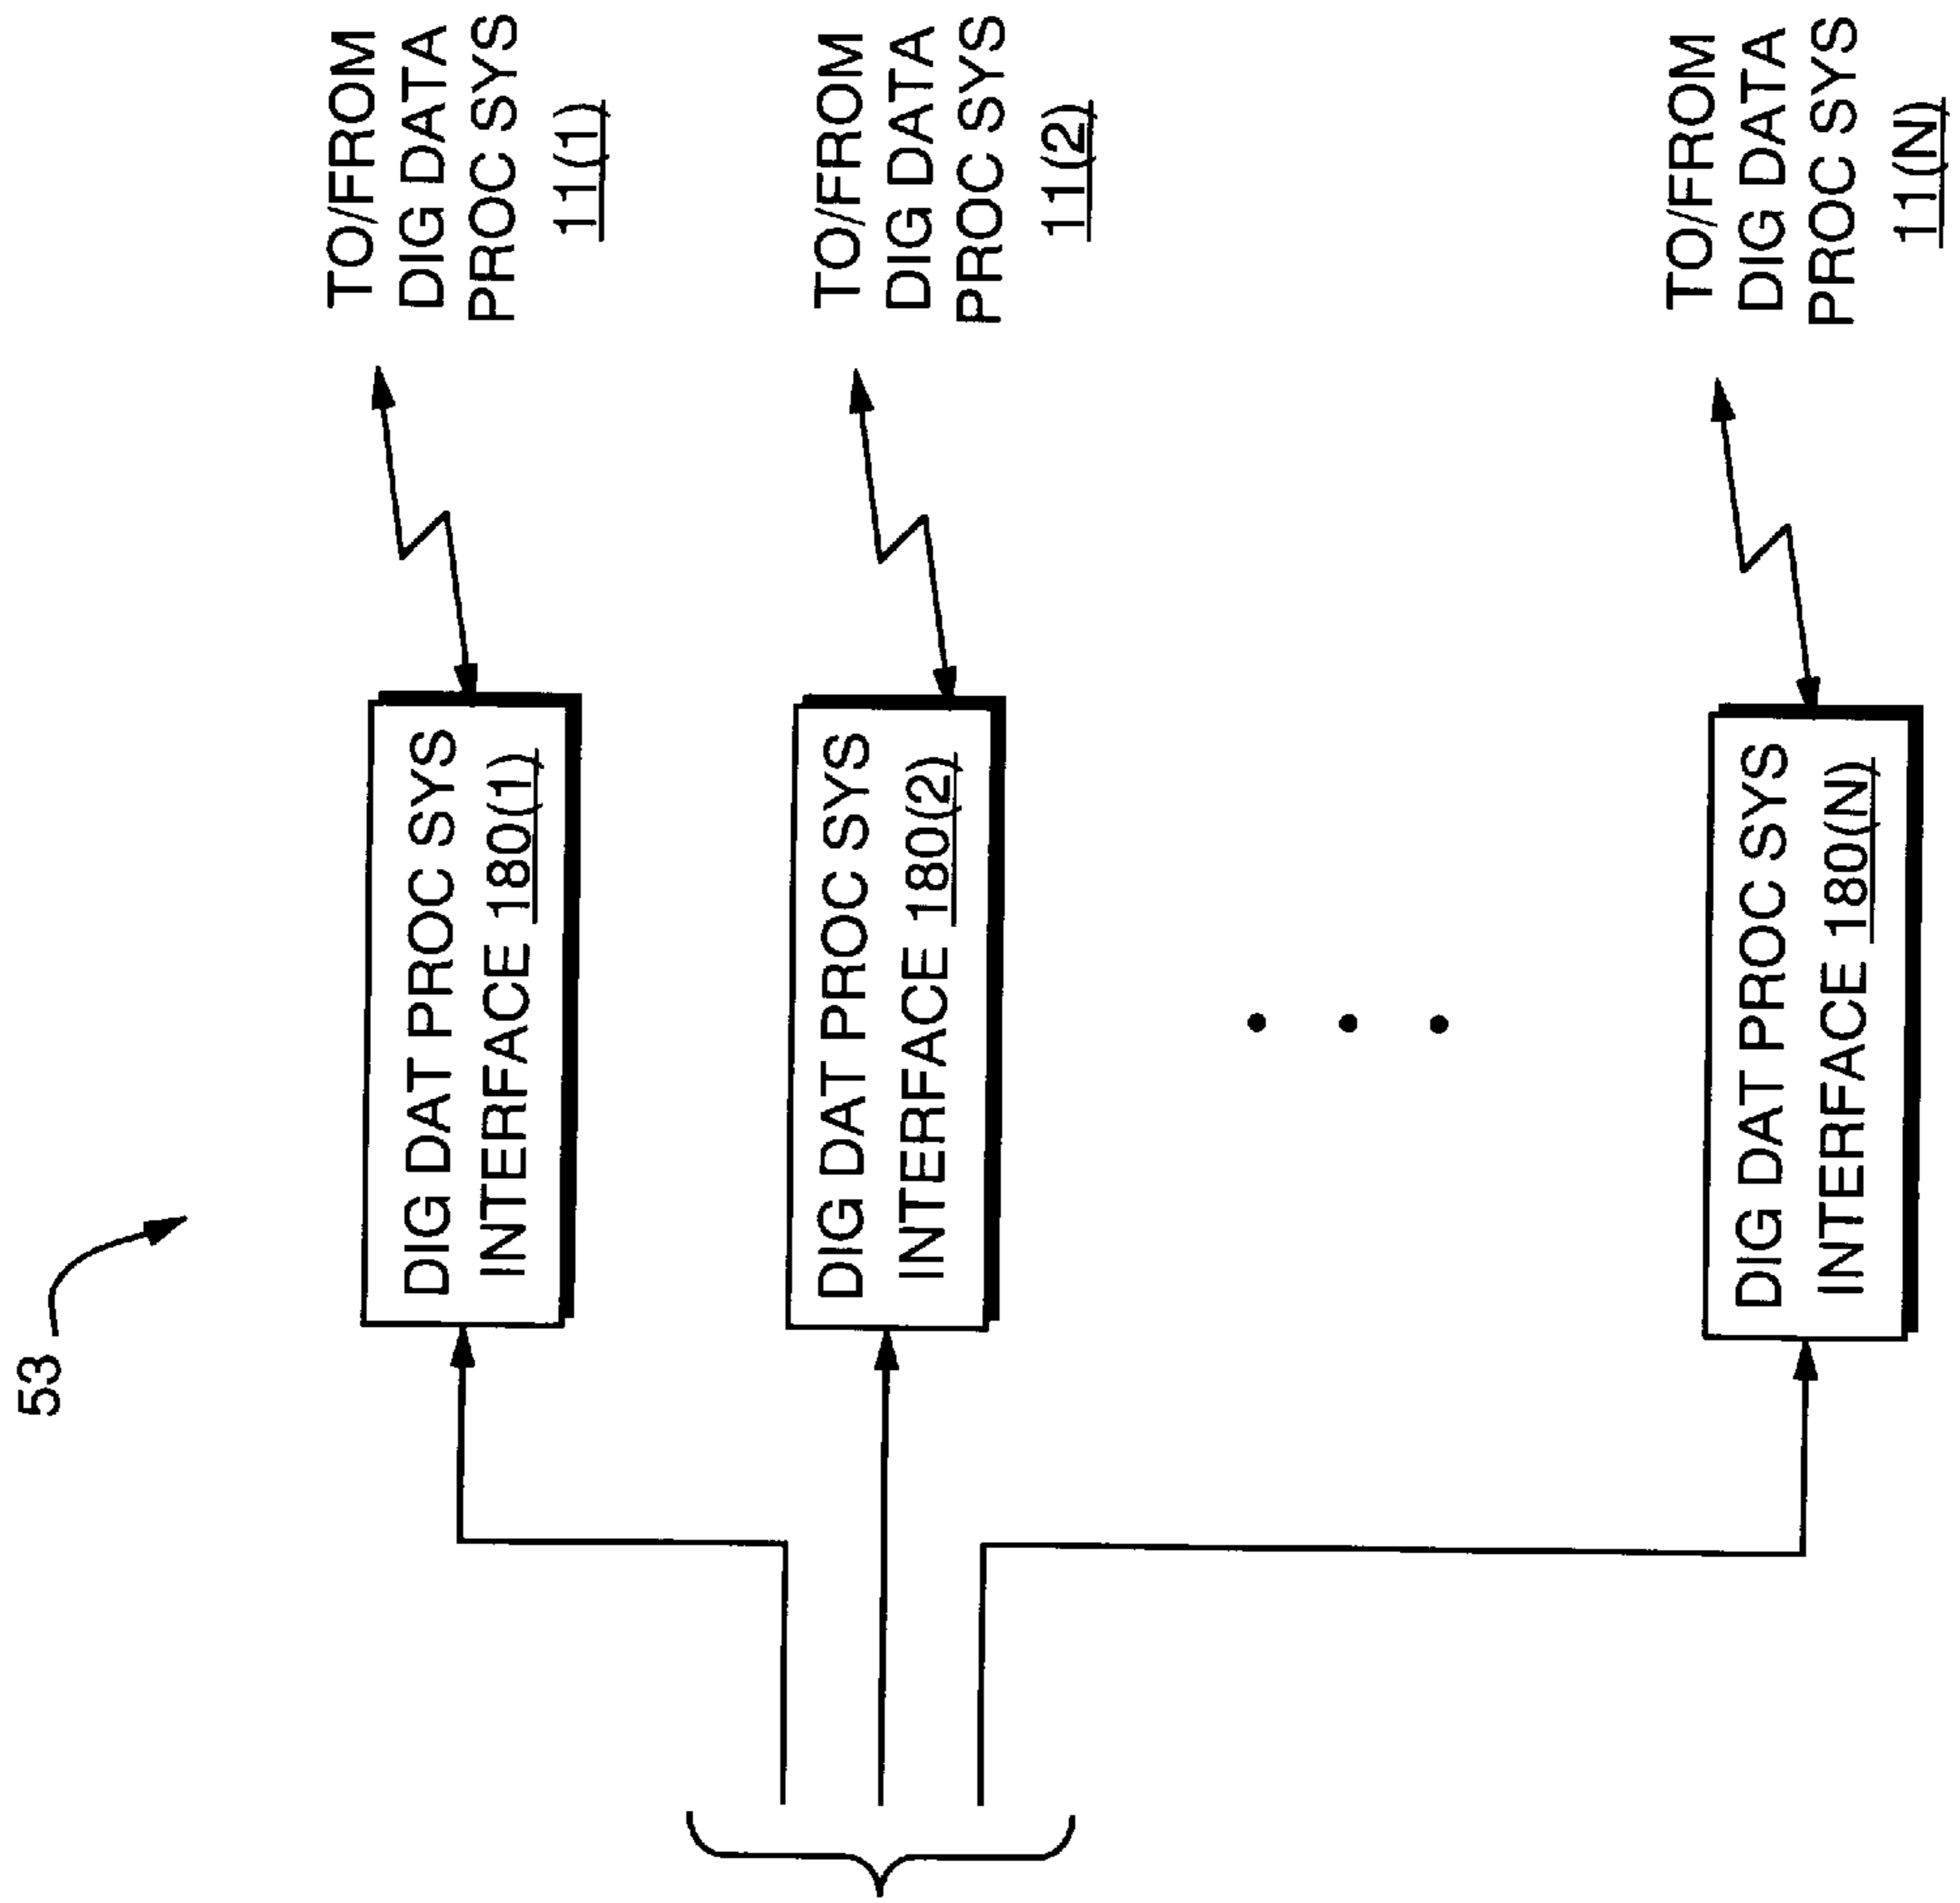 53
DIG DAT PROC SYS
INTERFACE 180(1)
TO/FROM
DIG DATA
PROC SYS
11(1)
DIG DAT PROC SYS
INTERFACE 180(2)
TO/FROM
DIG DATA
PROC SYS
11(2)
DIG DAT PROC SYS
INTERFACE 180(N)
TO/FROM
DIG DATA
PROC SYS
11(N)